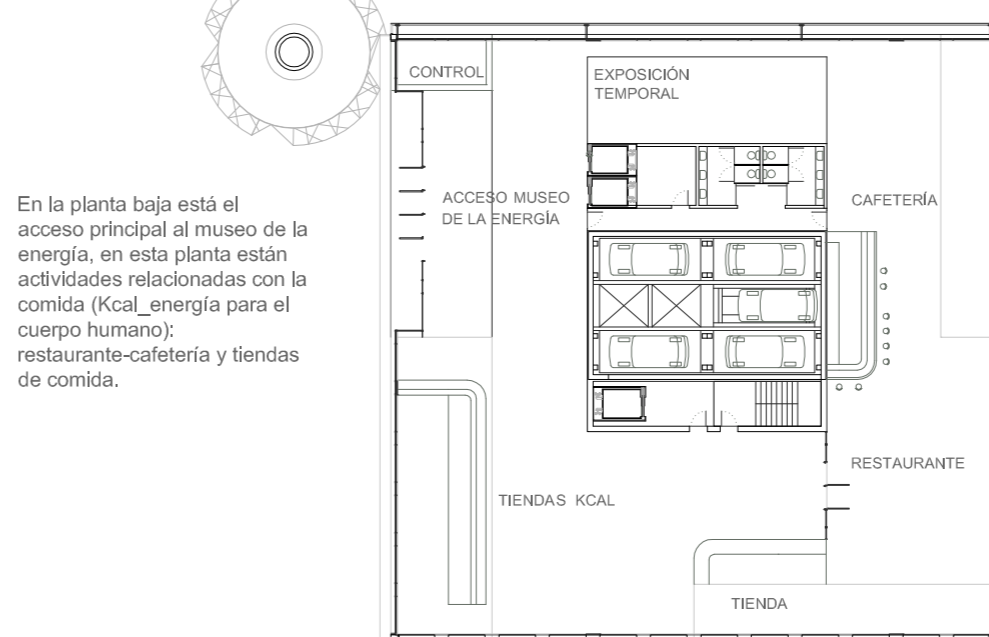 En la planta baja está el
acceso principal al museo de la
energía, en esta planta están
actividades relacionadas con la
comida (Kcal_energía para el
cuerpo humano):
restaurante-cafetería y tiendas
de comida.
CONTROL
EXPOSICIÓN
TEMPORAL
ACCESO MUSEO
DE LA ENERGÍA
CAFETERÍA
RESTAURANTE
TIENDAS KCAL
TIENDA